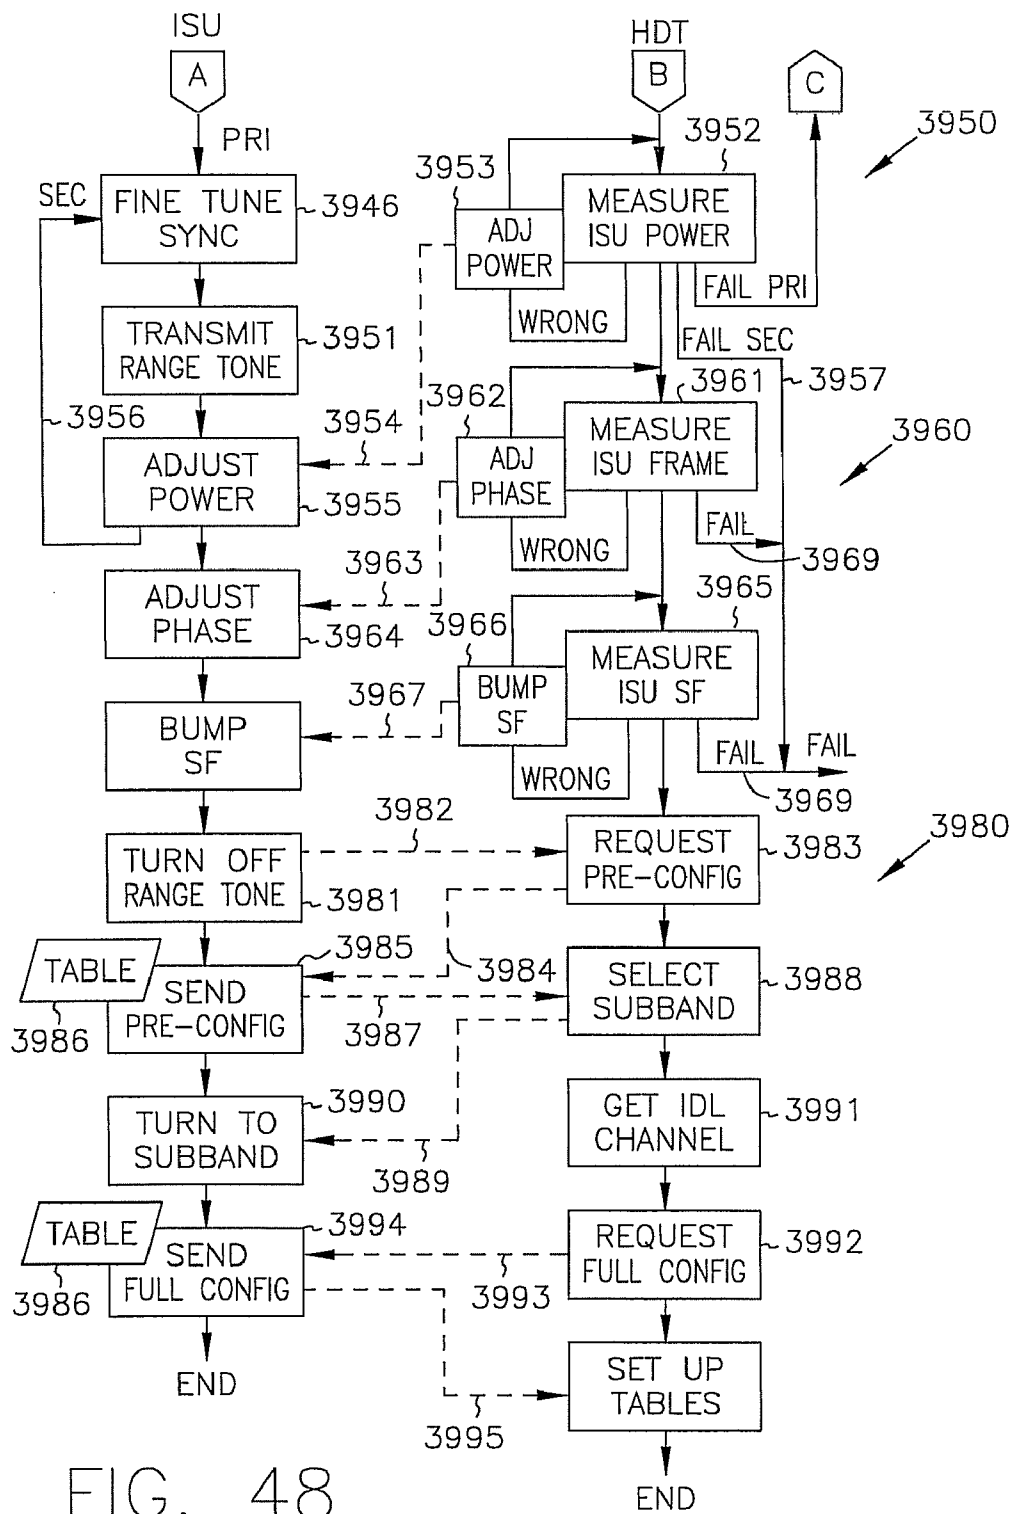 ISU
HDT
A
B
C
PRI
3952
3950
3953
SEC
FINE TUNE
SYNC
3946
MEASURE
ISU POWER
ADJ
POWER
FAIL PRI
WRONG
TRANSMIT
RANGE TONE
3951
FAIL SEC
3957
3961
3962
3956
3954
3960
MEASURE
ISU FRAME
ADJUST
POWER
3955
ADJ
PHASE
FAIL
WRONG
3969
3963
3965
ADJUST
PHASE
3964
3966
MEASURE
ISU SF
BUMP
SF
3967
BUMP
SF
FAIL
FAIL
WRONG
3969
3982
3980
REQUEST
PRE-CONFIG
3983
TURN OFF
RANGE TONE
3981
3985
TABLE
3984
SELECT
SUBBAND
3988
SEND
PRE-CONFIG
3986
3987
3990
GET IDL
CHANNEL
3991
TURN TO
SUBBAND
3989
3994
TABLE
REQUEST
FULL CONFIG
3992
SEND
FULL CONFIG
3986
3993
END
SET UP
TABLES
3995
FIG. 48
END